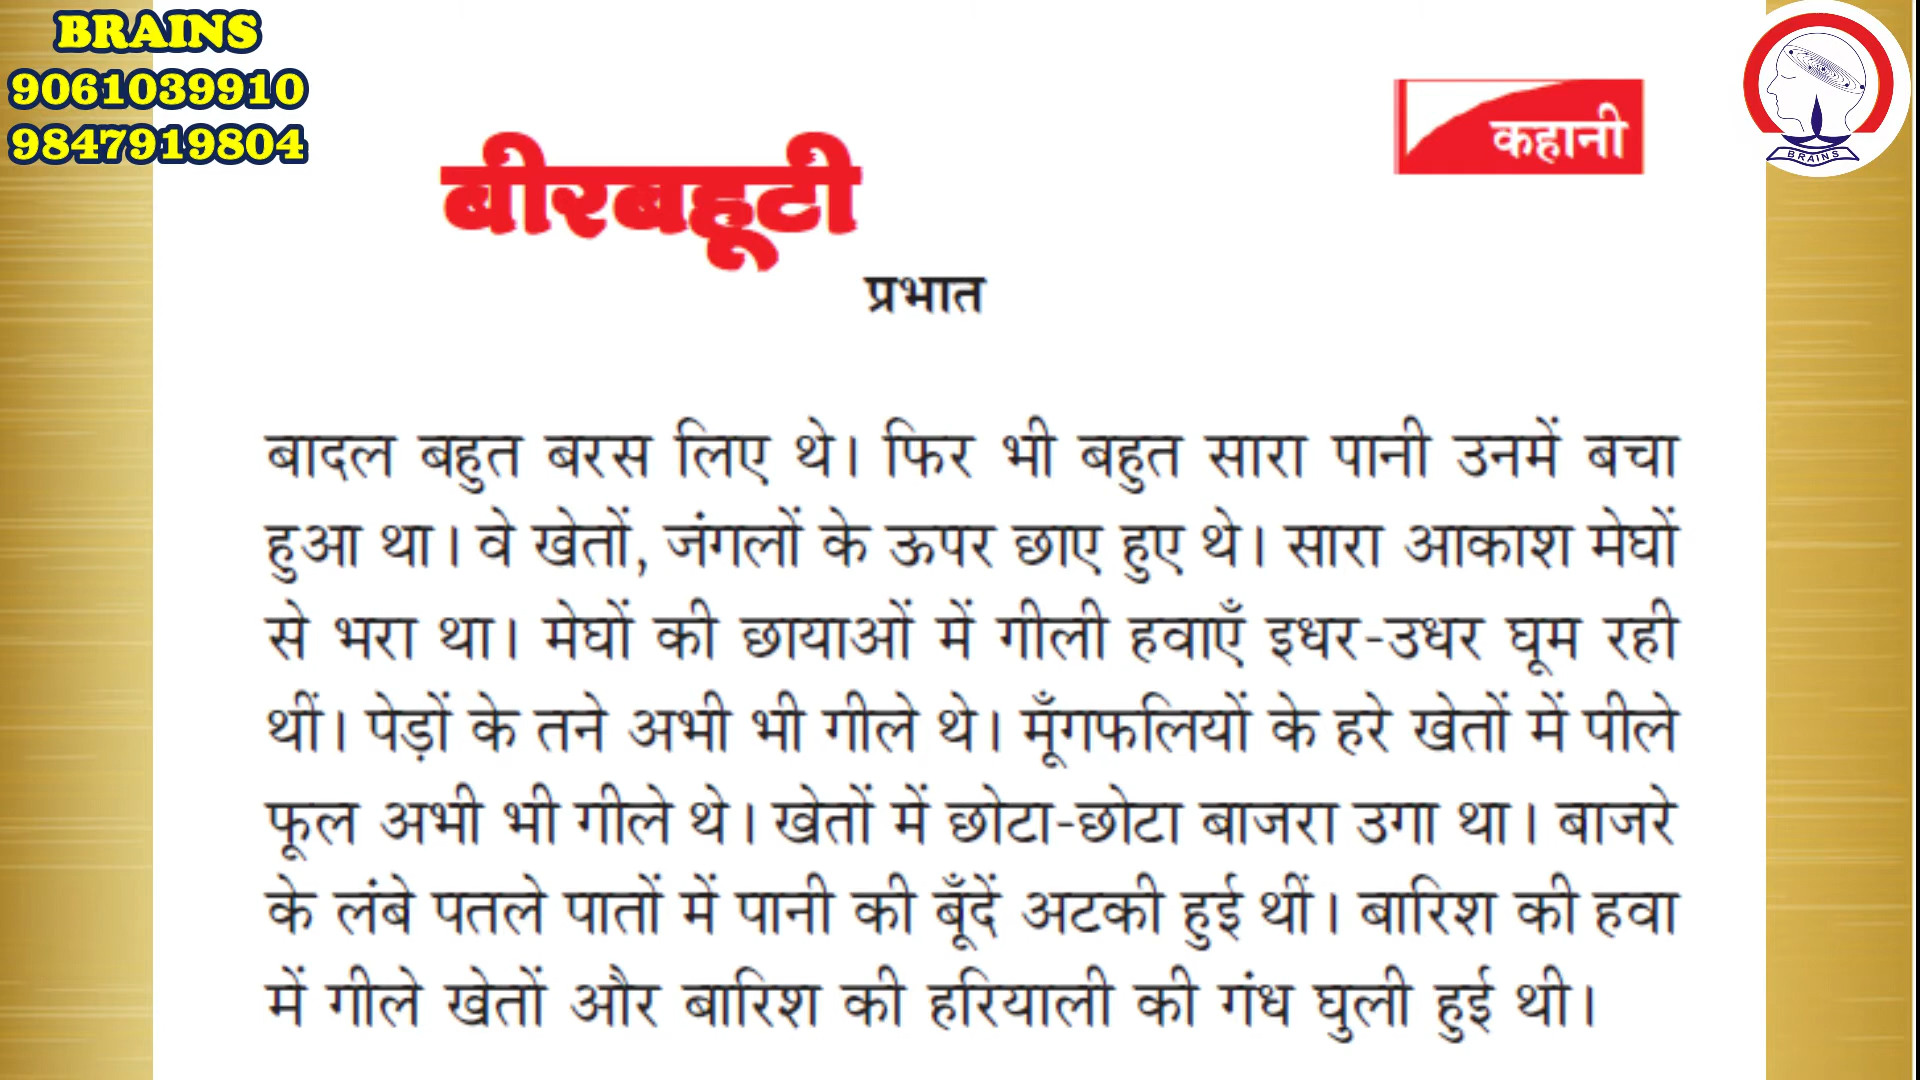 BRAINS
9061039910
9847919804
कहानी
BRAINS
बीरबहूटी
प्रभात
बादल बहुत बरस लिए थे। फिर भी बहुत सारा पानी उनमें बचा
हुआ था। वे खेतों, जंगलों के ऊपर छाए हुए थे। सारा आकाश मेघों
से भरा था। मेघों की छायाओं में गीली हवाएँ इधर-उधर घूम रही
थीं। पेड़ों के तने अभी भी गीले थे। मूँगफलियों के हरे खेतों में पीले
फूल अभी भी गीले थे। खेतों में छोटा-छोटा बाजरा उगा था। बाजरे
के लंबे पतले पातों में पानी की बूँदें अटकी हुई थीं। बारिश की हवा
में गीले खेतों और बारिश की हरियाली की गंध घुली हुई थी।